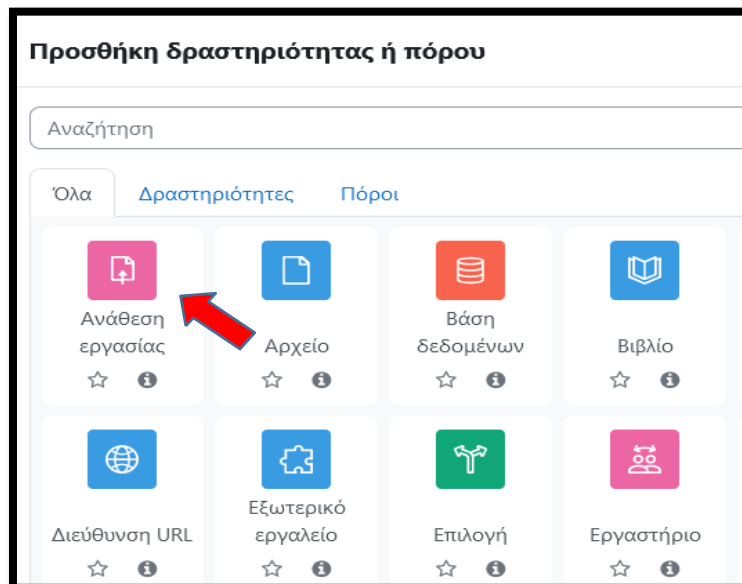 Προσθήκη δραστηριότητας ή πόρου
Αναζήτηση
Όλα Δραστηριότητες Πόροι
Ανάθεση
εργασίας
Αρχείο
Βάση
δεδομένων
Βιβλίο
Διεύθυνση URL
Εξωτερικό
εργαλείο
Επιλογή
Εργαστήριο